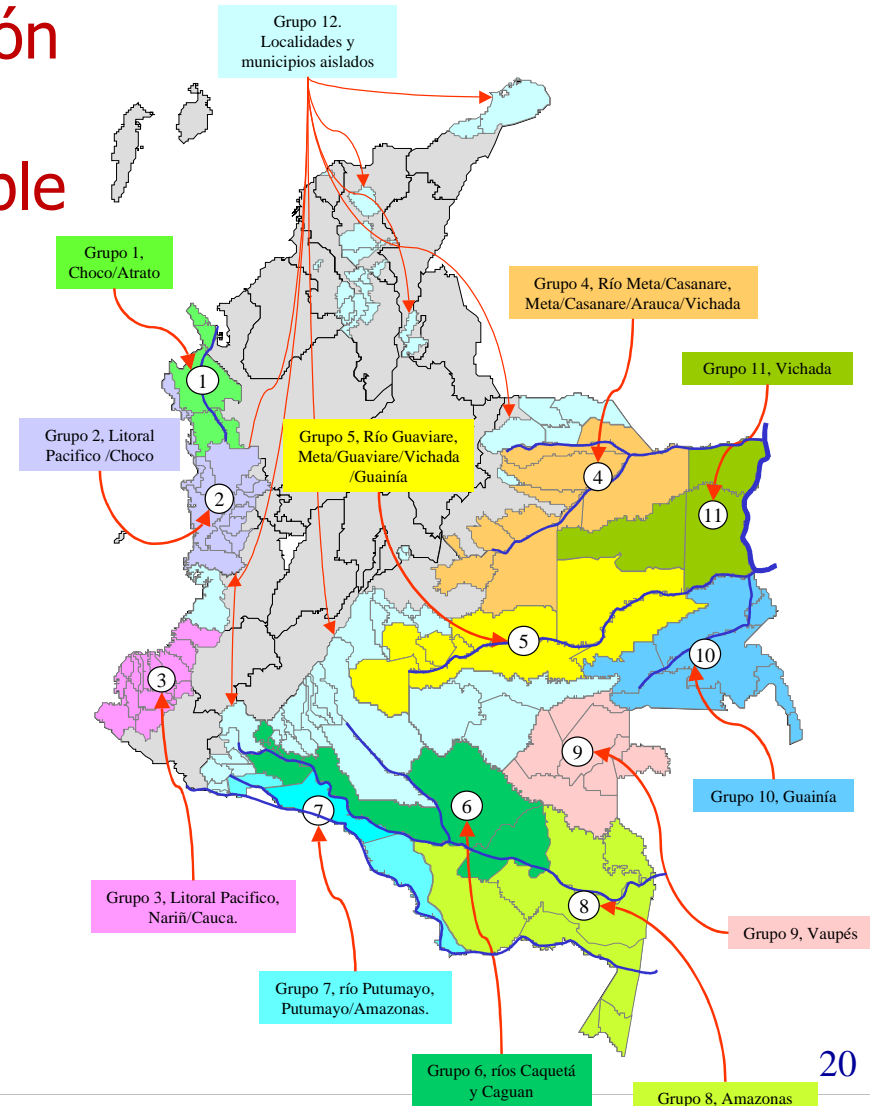 ón
ble
Grupo 12.
Localidades y
municipios aislados
Grupo 1,
Choco/Atrato
Grupo 4, Río Meta/Casanare,
Meta/Casanare/Arauca/Vichada
Grupo 11, Vichada
Grupo 2, Litoral
Pacifico /Choco
Grupo 5, Río Guaviare,
Meta/Guaviare/Vichada
/Guainía
1
2
4
11
5
10
3
9
7
6
8
Grupo 10, Guainía
Grupo 3, Litoral Pacifico,
Nariñ/Cauca.
Grupo 9, Vaupés
Grupo 7, río Putumayo,
Putumayo/Amazonas.
Grupo 6, ríos Caquetá
y Caguan
Grupo 8, Amazonas
20